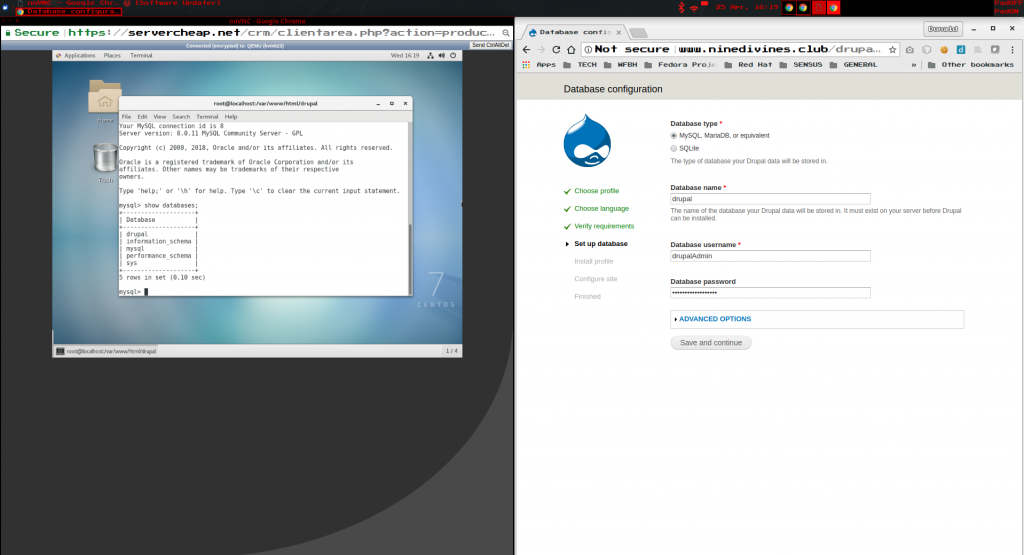 noVNC - Google Chr...
[Software Updater]
Database configura...
25 Apr, 16:19
noVNC - Google Chrome
Secure https://servercheap.net/crm/clientarea.php?action=produc...
Connected (encrypted) to: QEMU (kvm623)
Send CtrlAltDel
Applications Places Terminal Wed 16:19
Home
Trash
root@localhost:/var/www/html/drupal
File Edit View Search Terminal Help
Your MySQL connection id is 8
Server version: 8.0.11 MySQL Community Server - GPL
Copyright (c) 2000, 2018, Oracle and/or its affiliates. All rights reserved.
Oracle is a registered trademark of Oracle Corporation and/or its
affiliates. Other names may be trademarks of their respective
owners.
Type 'help;' or '\h' for help. Type '\c' to clear the current input statement.
mysql> show databases;
+--------------------+
| Database |
+--------------------+
| drupal |
| information_schema |
| mysql |
| performance_schema |
| sys |
+--------------------+
5 rows in set (0.10 sec)
mysql>
7
CENTOS
root@localhost:/var/www/html/drupal
1 / 4
Database config
Donald
Not secure www.ninedivines.club/drupa...
Apps TECH WFBH Fedora Proje Red Hat SENSUS GENERAL » Other bookmarks
Database configuration
Choose profile
Choose language
Verify requirements
Set up database
Install profile
Configure site
Finished
Database type *
MySQL, MariaDB, or equivalent
SQLite
The type of database your Drupal data will be stored in.
Database name *
drupal
The name of the database your Drupal data will be stored in. It must exist on your server before Drupal
can be installed.
Database username *
drupalAdmin
Database password
••••••••••••••••••
ADVANCED OPTIONS
Save and continue